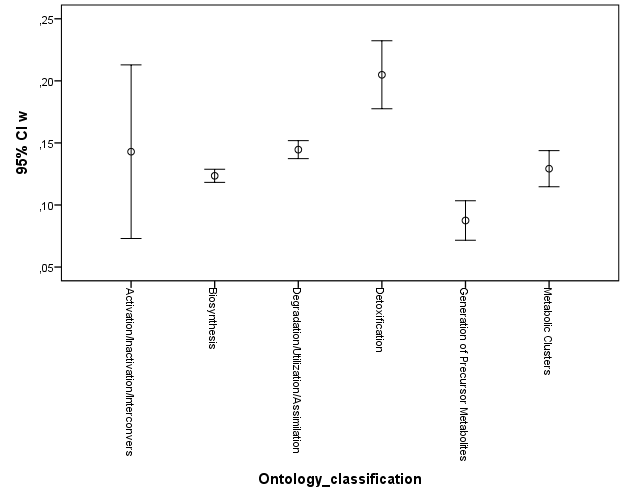 ,25
,20
,15
,10
,05
95% CI w
Activation/Inactivation/Interconvers
Biosynthesis
Degradation/Utilization/Assimilation
Detoxification
Generation of Precursor Metabolites
Metabolic Clusters
Ontology_classification